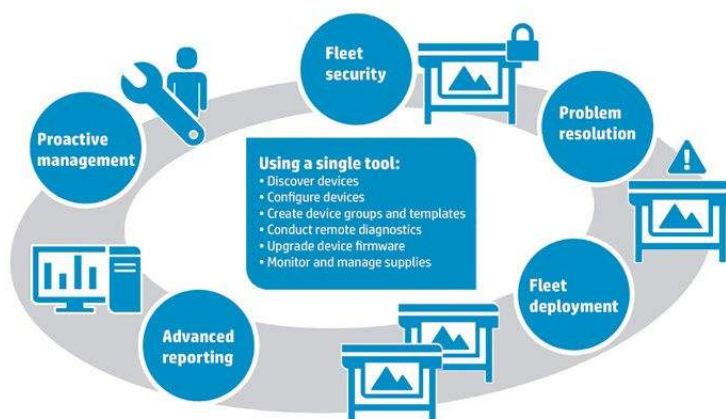 Fleet
security
Problem
resolution
Proactive
management
Using a single tool:
• Discover devices
• Configure devices
• Create device groups and templates
• Conduct remote diagnostics
• Upgrade device firmware
• Monitor and manage supplies
Fleet
deployment
Advanced
reporting